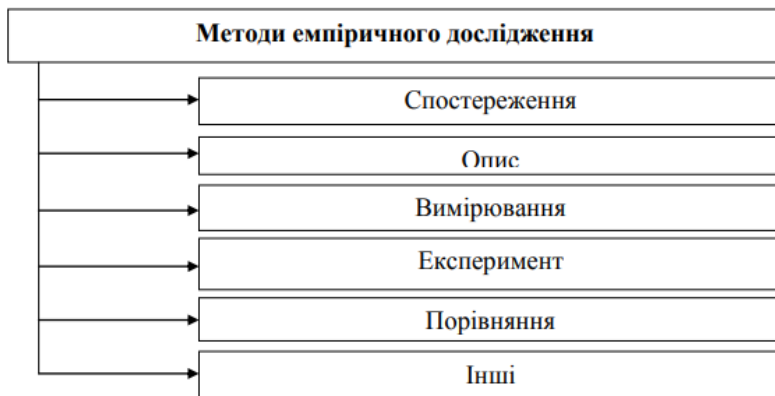 Методи емпіричного дослідження
Спостереження
Опис
Вимірювання
Експеримент
Порівняння
Інші